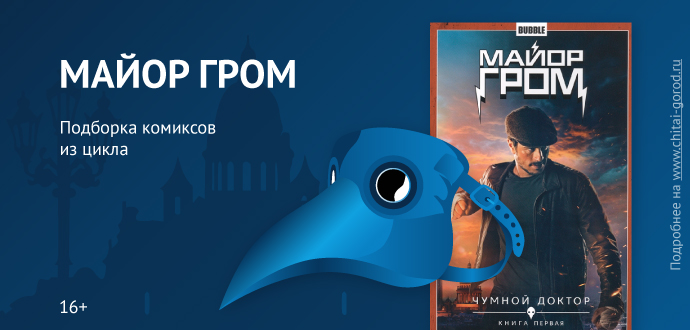 МАЙОР ГРОМ
Подборка комиксов
из цикла
16+
BUBBLE
МАЙОР
ГРОМ
ЧУМНОЙ ДОКТОР
КНИГА ПЕРВАЯ
Подробнее на www.chitai-gorod.ru